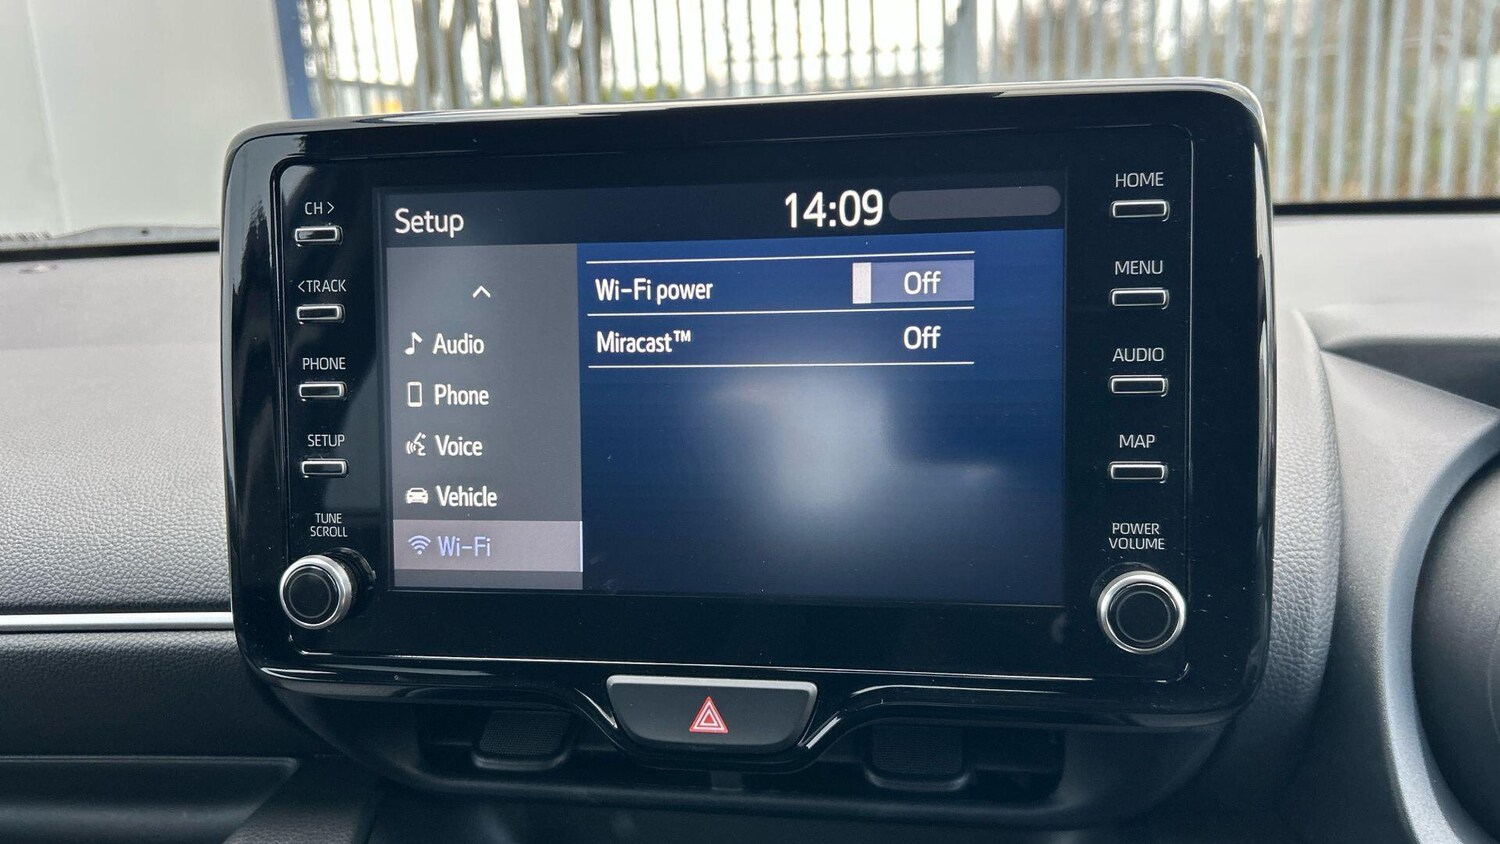 CH >
<TRACK
PHONE
SETUP
TUNE
SCROLL
Setup
14:09
Audio
Phone
Voice
Vehicle
Wi-Fi
Wi-Fi power Off
Miracast™ Off
HOME
MENU
AUDIO
MAP
POWER
VOLUME